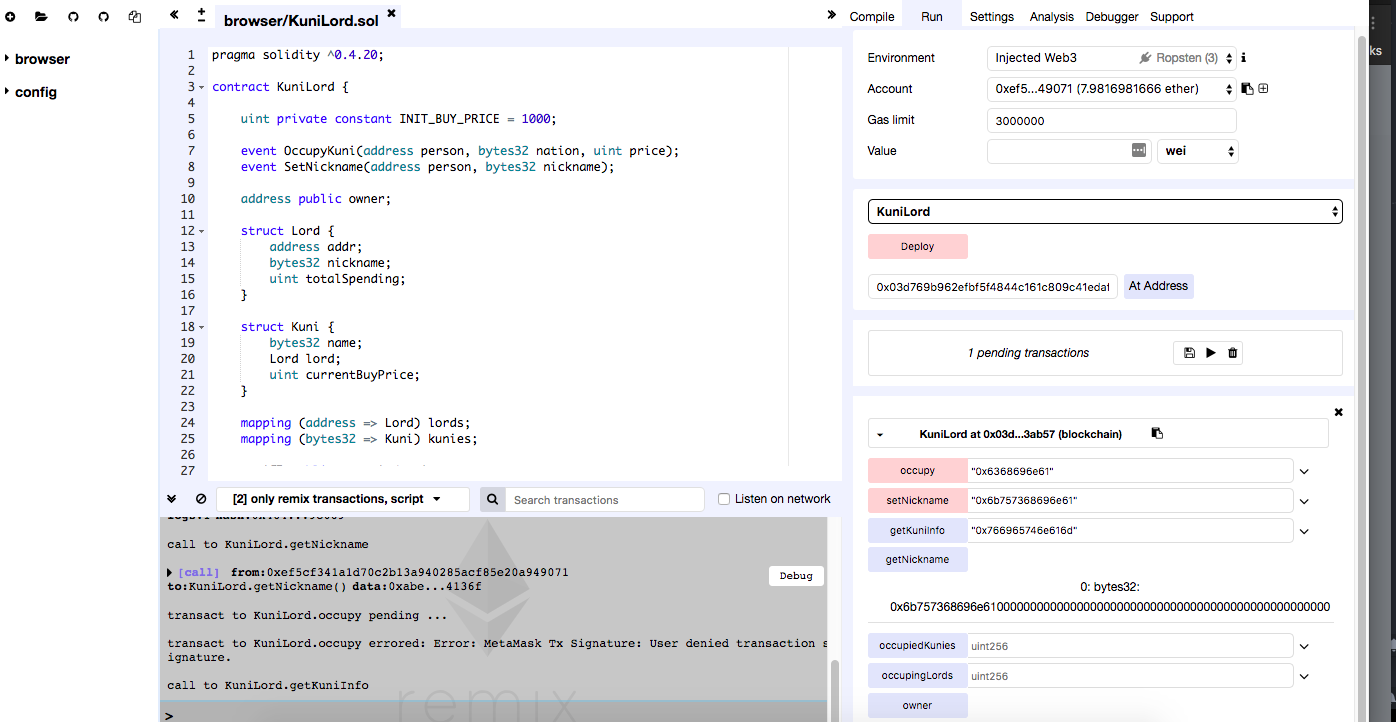 browser/KuniLord.sol
Compile Run Settings Analysis Debugger Support
browser
config
1 pragma solidity ^0.4.20;
2
3 contract KuniLord {
4
5 uint private constant INIT_BUY_PRICE = 1000;
6
7 event OccupyKuni(address person, bytes32 nation, uint price);
8 event SetNickname(address person, bytes32 nickname);
9
10 address public owner;
11
12 struct Lord {
13 address addr;
14 bytes32 nickname;
15 uint totalSpending;
16 }
17
18 struct Kuni {
19 bytes32 name;
20 Lord lord;
21 uint currentBuyPrice;
22 }
23
24 mapping (address => Lord) lords;
25 mapping (bytes32 => Kuni) kunies;
26
27
[2] only remix transactions, script
Search transactions
Listen on network
call to KuniLord.getNickname
[call] from:0xef5cf341a1d70c2b13a940285acf85e20a949071
to:KuniLord.getNickname() data:0xabe...4136f
Debug
transact to KuniLord.occupy pending ...
transact to KuniLord.occupy errored: Error: MetaMask Tx Signature: User denied transaction s
ignature.
call to KuniLord.getKuniInfo
remix
>
Environment Injected Web3 Ropsten (3)
Account 0xef5...49071 (7.9816981666 ether)
Gas limit 3000000
Value wei
KuniLord
Deploy
0x03d769b962efbf5f4844c161c809c41edaf At Address
1 pending transactions
KuniLord at 0x03d...3ab57 (blockchain)
occupy "0x6368696e61"
setNickname "0x6b757368696e61"
getKuniInfo "0x766965746e616d"
getNickname
0: bytes32:
0x6b757368696e6100000000000000000000000000000000000000000000000000
occupiedKunies uint256
occupingLords uint256
owner
ks